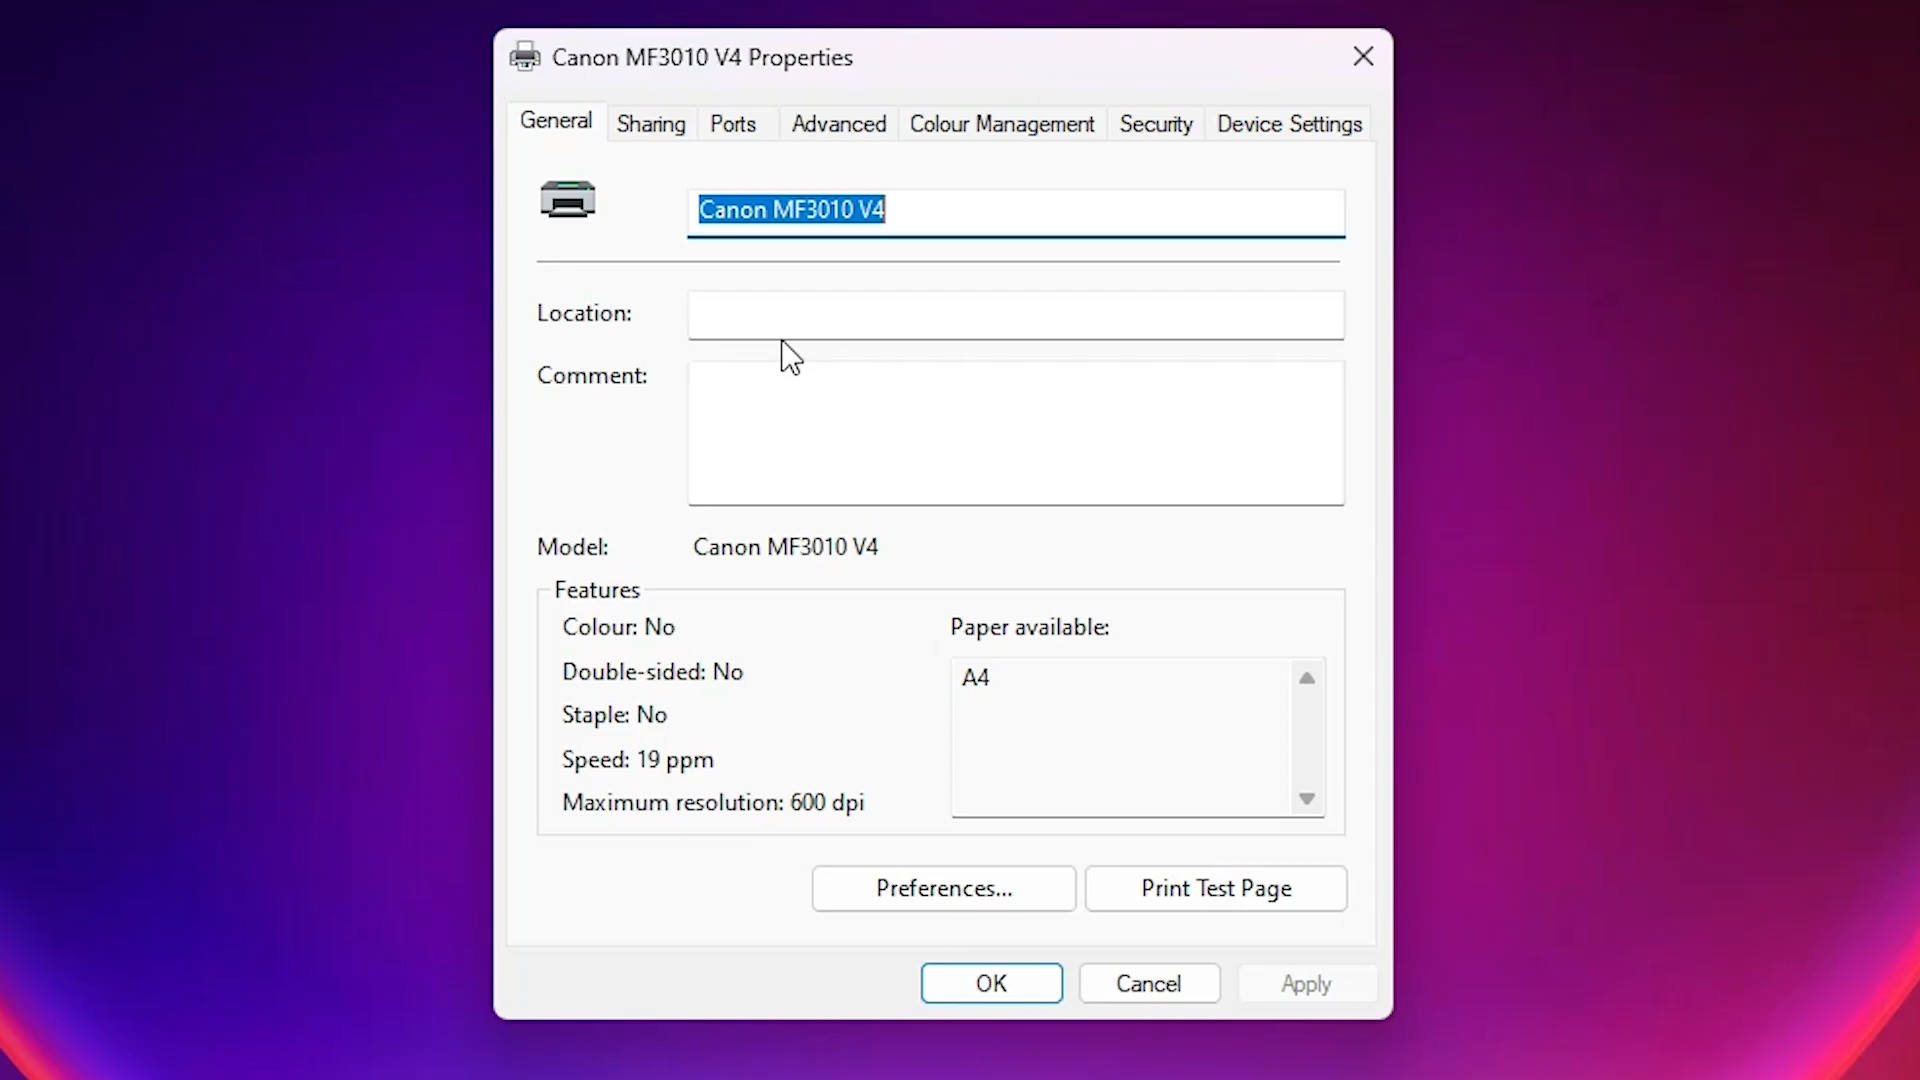 Canon MF3010 V4 Properties
General Sharing Ports Advanced Colour Management Security Device Settings
Canon MF3010 V4
Location:
Comment:
Model: Canon MF3010 V4
Features
Colour: No
Paper available:
Double-sided: No
A4
Staple: No
Speed: 19 ppm
Maximum resolution: 600 dpi
Preferences... Print Test Page
OK Cancel Apply